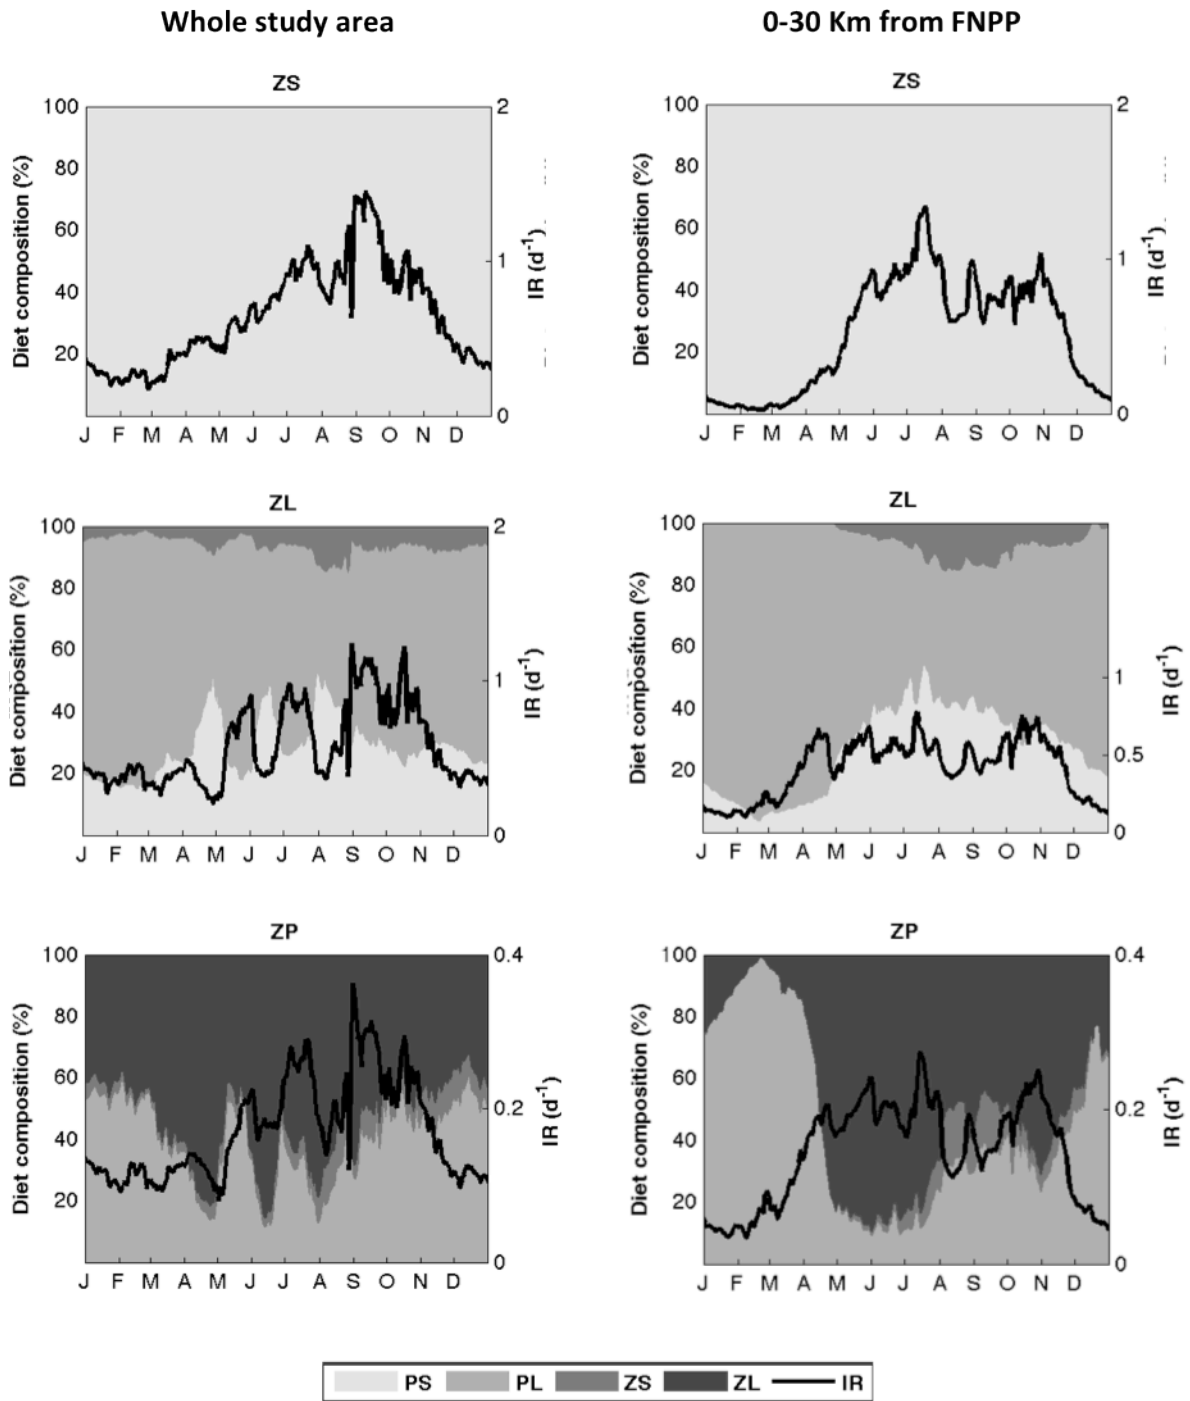 Whole study area
0-30 Km from FNPP
ZS
ZS
100
80
60
40
20
Diet composition (%)
2
1
0
IR (d-1)
J F M A M J J A S O N D
100
80
60
40
20
Diet composition (%)
2
1
0
IR (d-1)
J F M A M J J A S O N D
ZL
ZL
100
80
60
40
20
Diet composition (%)
2
1
0
IR (d-1)
J F M A M J J A S O N D
100
80
60
40
20
Diet composition (%)
1
0.5
0
IR (d-1)
J F M A M J J A S O N D
ZP
ZP
100
80
60
40
20
Diet composition (%)
0.4
0.2
0
IR (d-1)
J F M A M J J A S O N D
100
80
60
40
20
Diet composition (%)
0.4
0.2
0
IR (d-1)
J F M A M J J A S O N D
PS PL ZS ZL IR